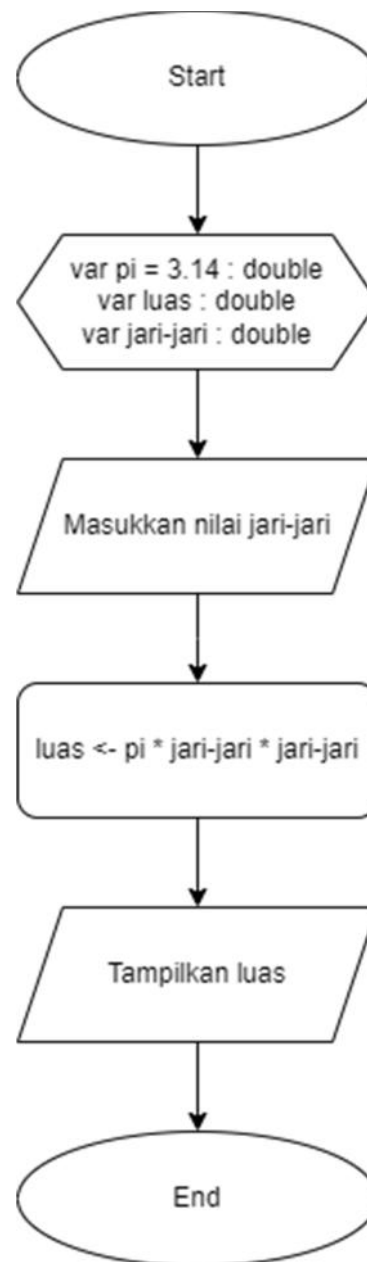 Start
var pi = 3.14 : double
var luas : double
var jari-jari : double
Masukkan nilai jari-jari
luas <- pi * jari-jari * jari-jari
Tampilkan luas
End